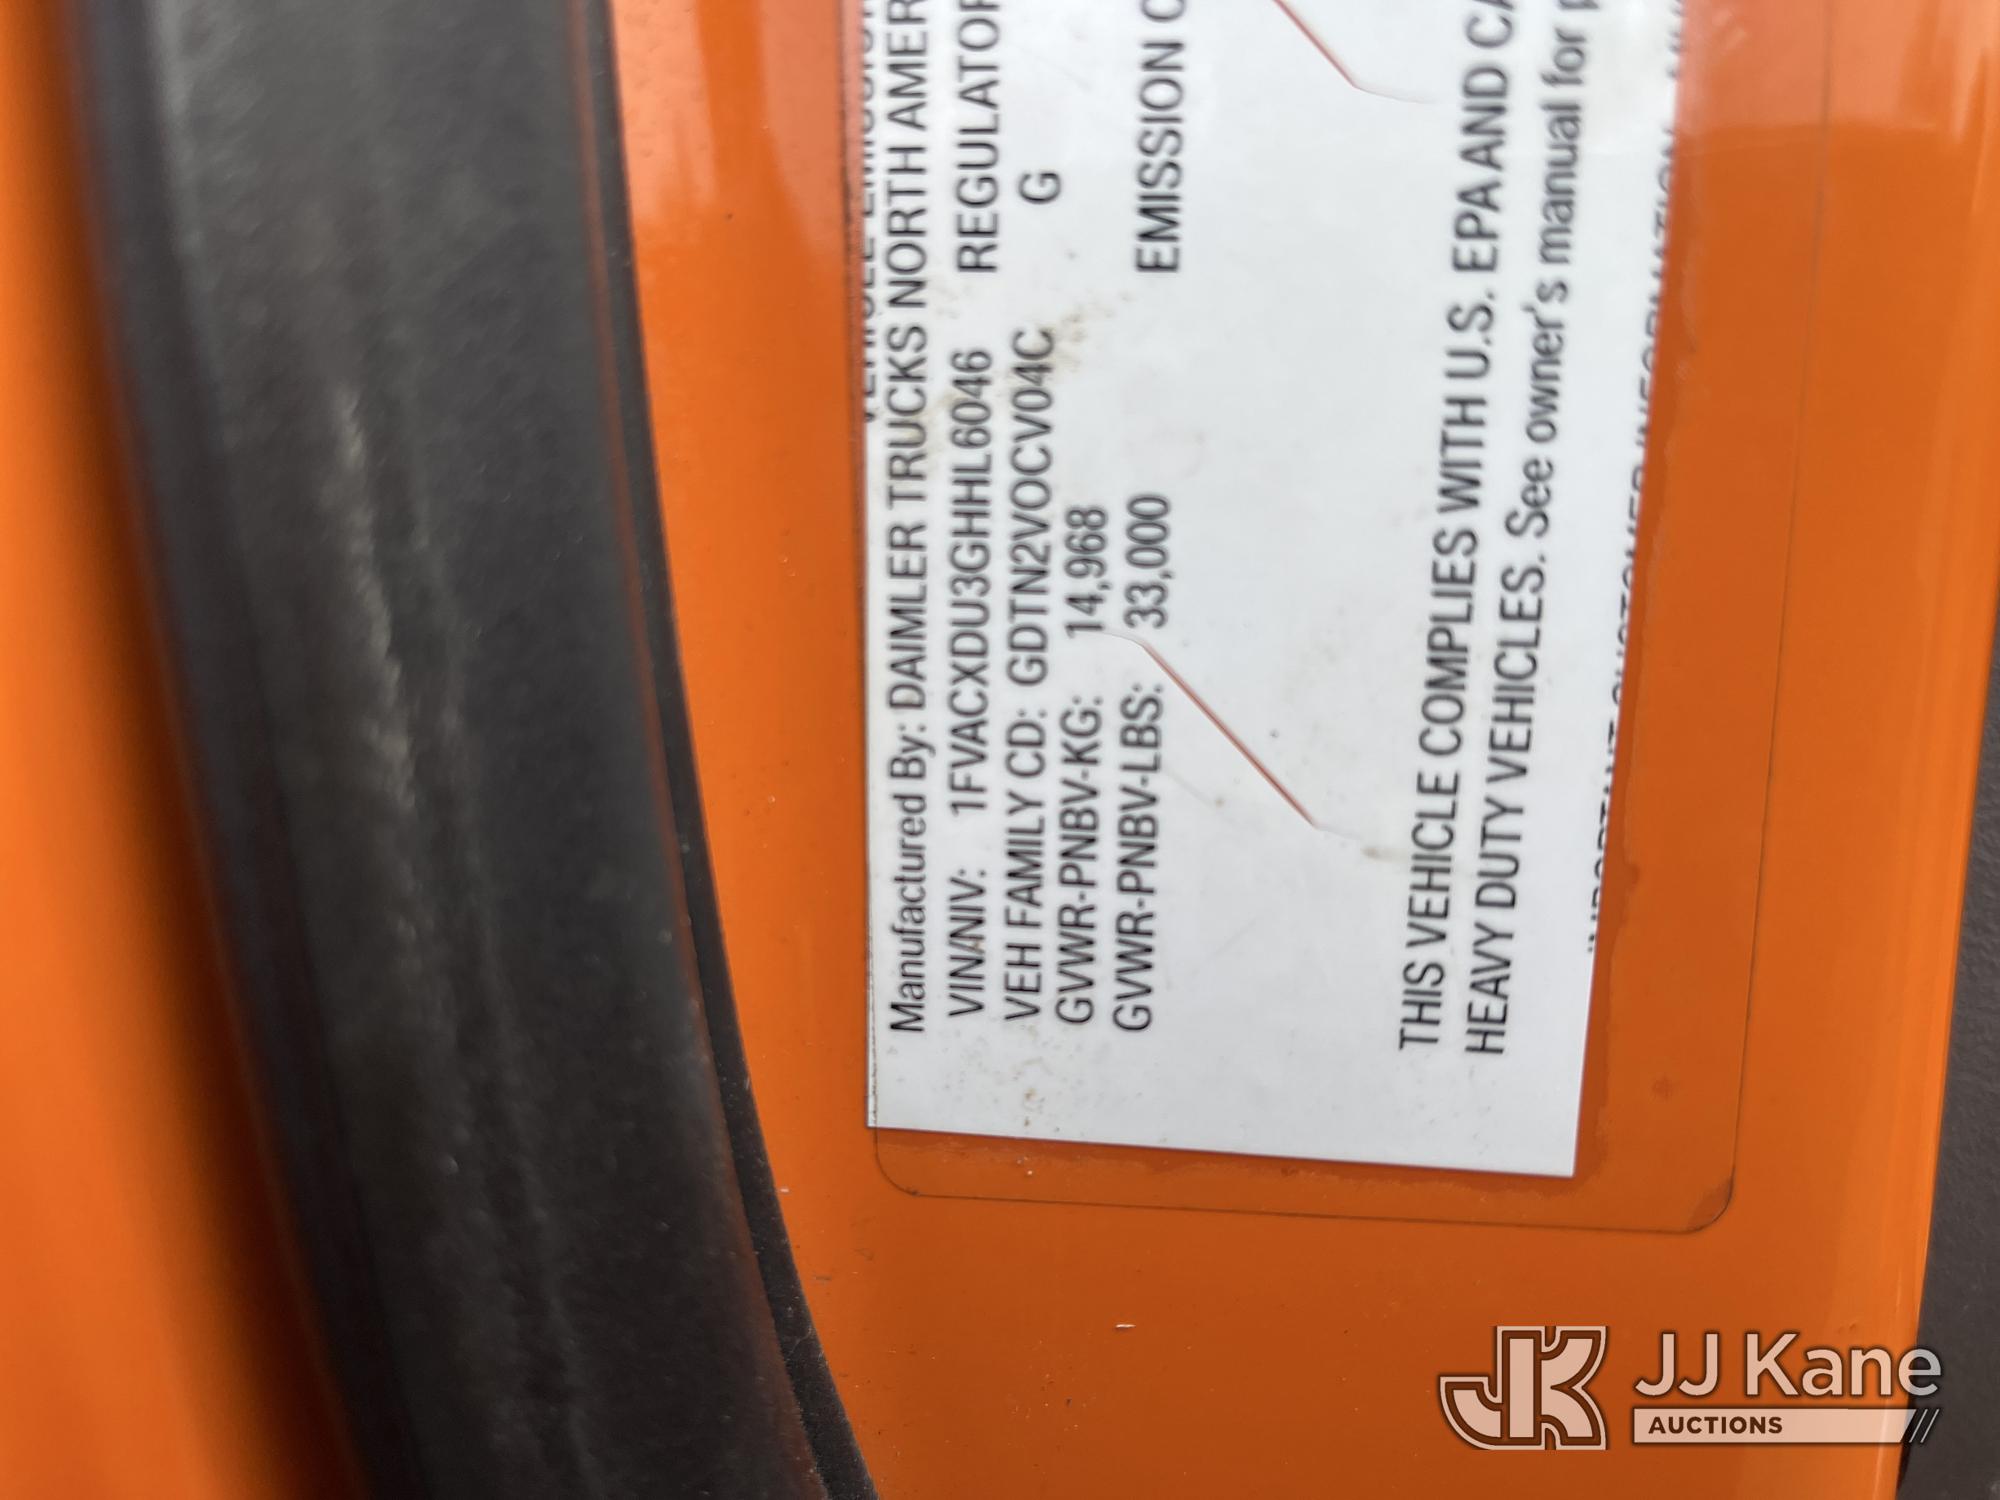 Manufactured By: DAIMLER TRUCKS NORTH AMER
VIN/NIV: 1FVACXDU3GHHL6046 REGULATOR
VEH FAMILY CD: GDTN2VOCV04C G
GVWR-PNBV-KG: 14,968
GVWR-PNBV-LBS: 33,000 EMISSION C
THIS VEHICLE COMPLIES WITH U.S. EPA AND CA
HEAVY DUTY VEHICLES. See owner's manual for p
JJ Kane
AUCTIONS